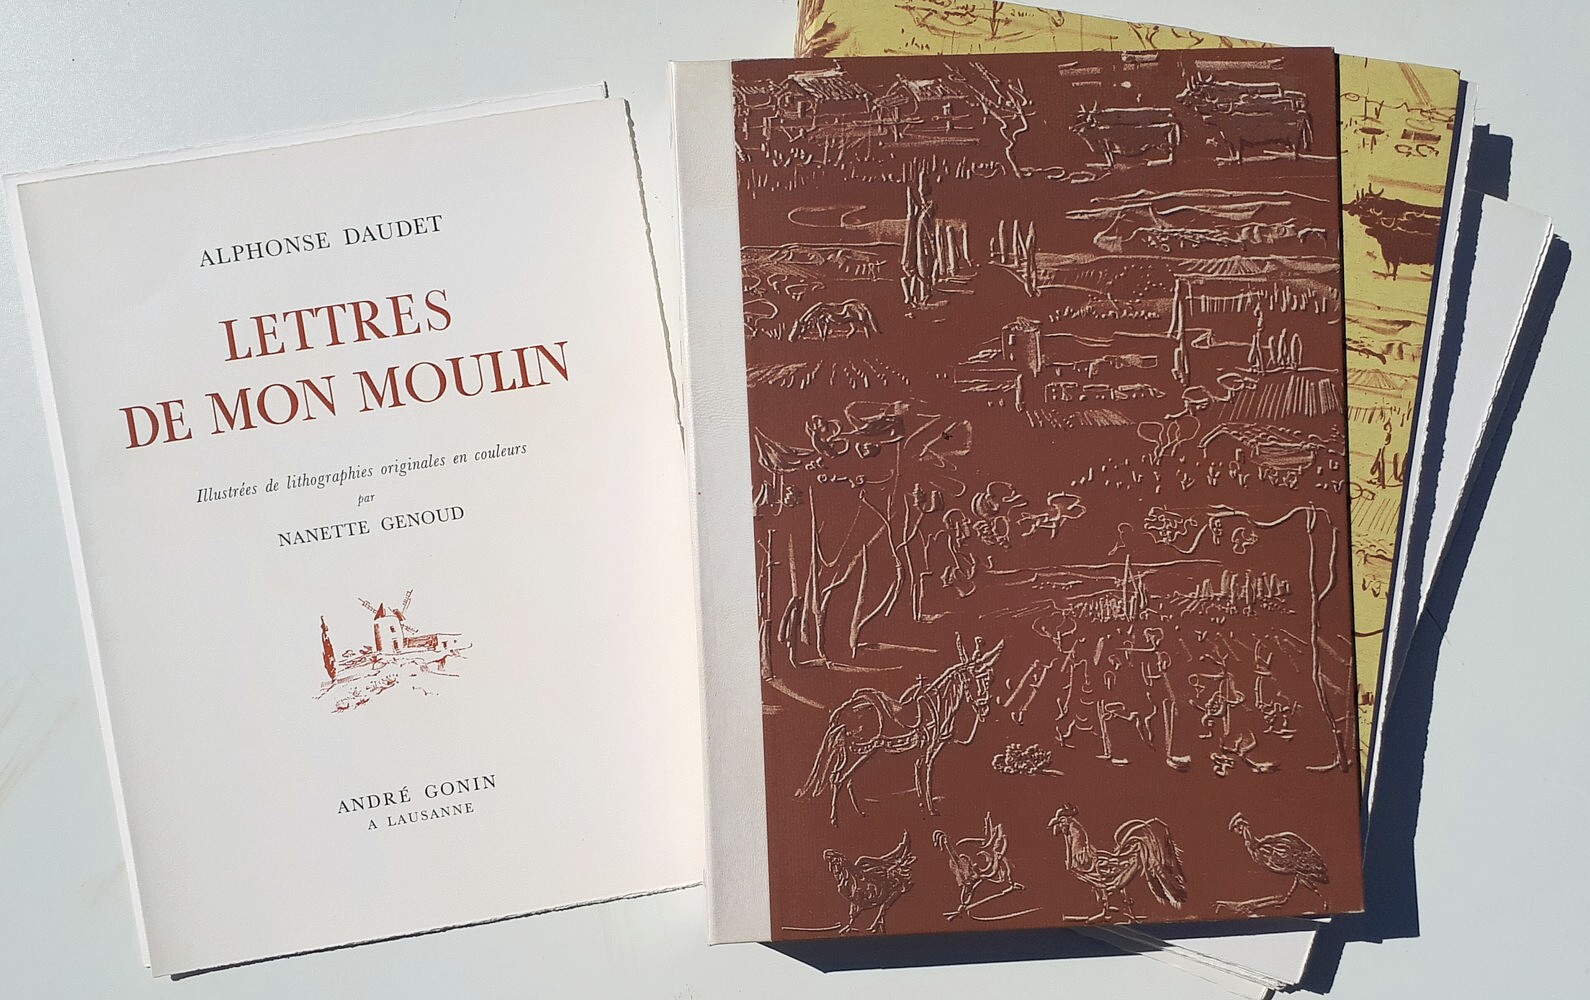 ALPHONSE DAUDET
LETTRES
DE MON MOULIN
Illustrées de lithographies originales en couleurs
par
NANETTE GENOUD
ANDRÉ GONIN
A LAUSANNE